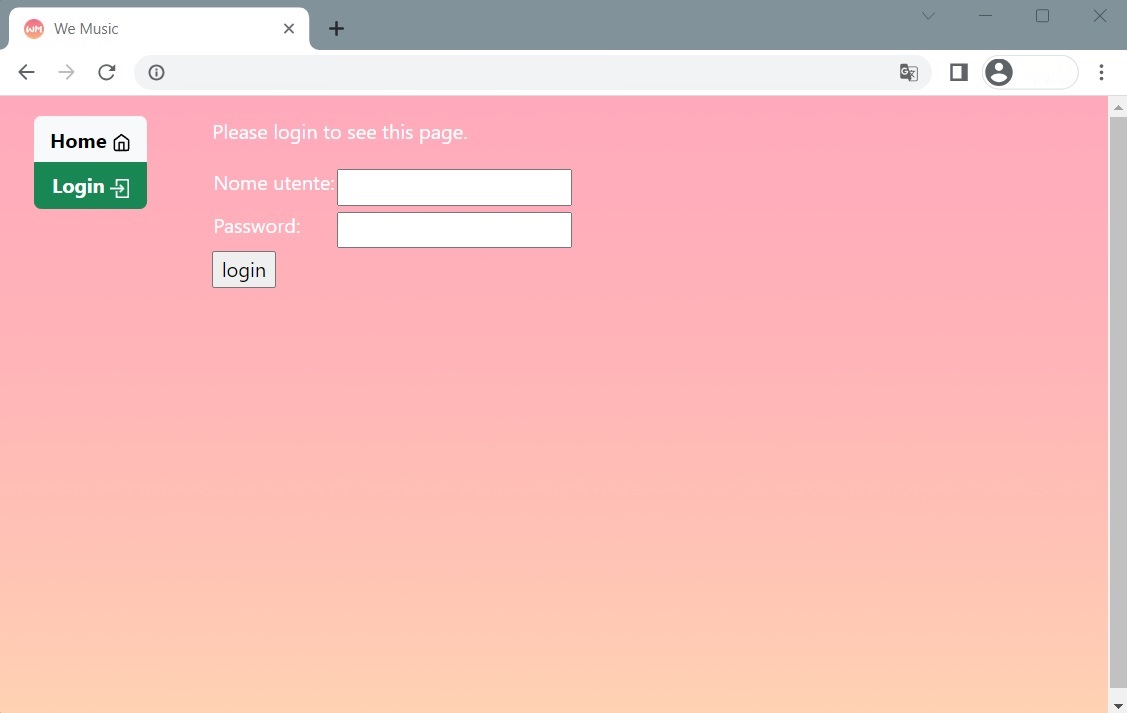 WM We Music
Home
Login
Please login to see this page.
Nome utente:
Password:
login